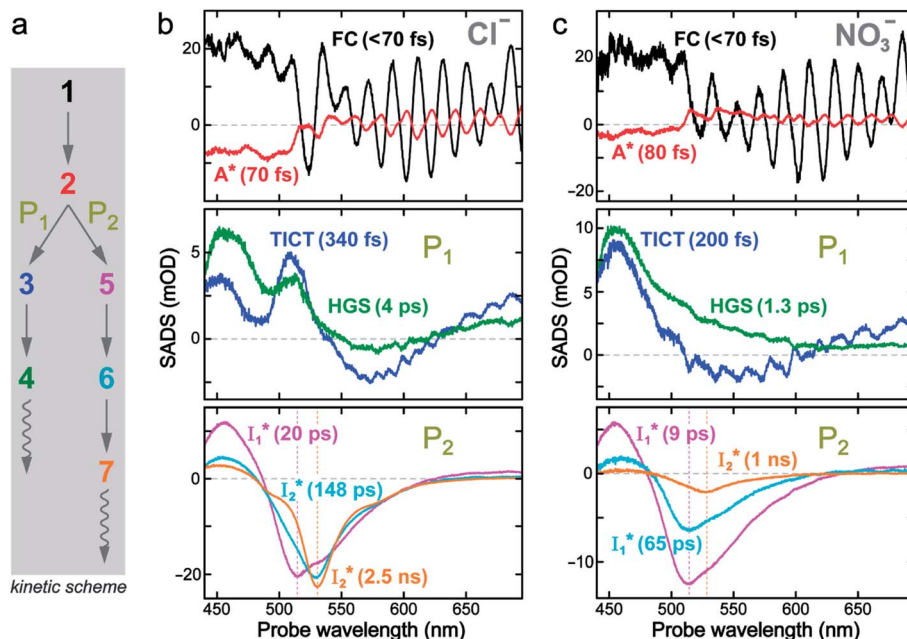 a
1
2
P1 P2
3 5
4 6
7
kinetic scheme
b
FC (<70 fs) Cl⁻
A* (70 fs)
20
0
TICT (340 fs) P1
HGS (4 ps)
5
0
SADS (mOD)
I1* (20 ps) P2
I2* (148 ps)
I2* (2.5 ns)
0
−20
450 500 550 600 650
Probe wavelength (nm)
c
FC (<70 fs) NO3⁻
A* (80 fs)
20
0
−20
TICT (200 fs) P1
HGS (1.3 ps)
10
5
0
SADS (mOD)
I1* (9 ps) P2
I2* (1 ns)
I1* (65 ps)
5
0
−10
450 500 550 600 650
Probe wavelength (nm)